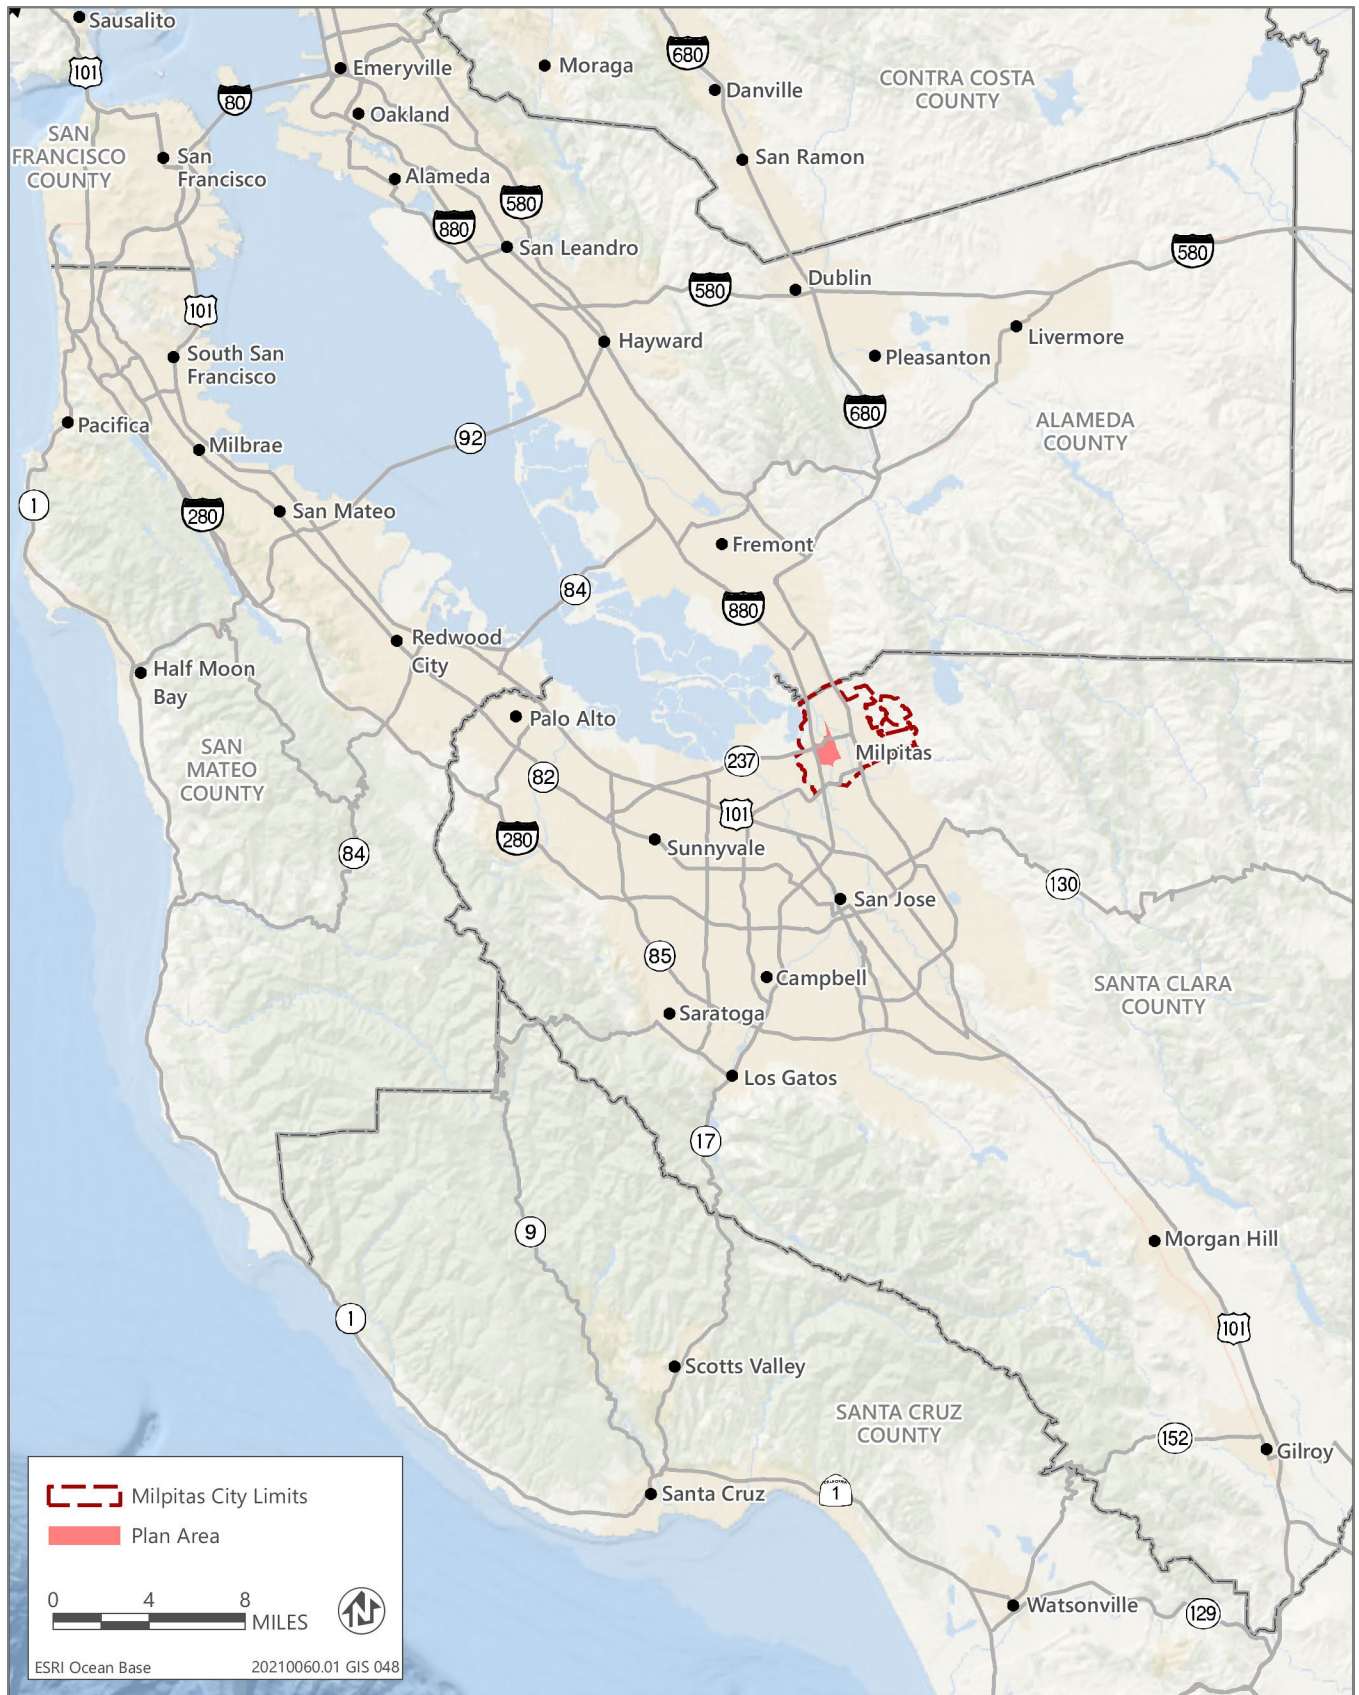 Sausalito
101
Emeryville
Moraga
680
Danville
CONTRA COSTA
COUNTY
80
Oakland
SAN
FRANCISCO
COUNTY
San
Francisco
San Ramon
Alameda
580
880
San Leandro
580
580
Dublin
101
Livermore
Hayward
South San
Francisco
Pleasanton
680
Pacifica
ALAMEDA
COUNTY
92
Milbrae
1
280
San Mateo
Fremont
84
880
Redwood
City
Half Moon
Bay
Palo Alto
SAN
MATEO
COUNTY
237
Milpitas
82
101
280
Sunnyvale
84
130
San Jose
85
Campbell
SANTA CLARA
COUNTY
Saratoga
Los Gatos
17
9
Morgan Hill
1
101
Scotts Valley
SANTA CRUZ
COUNTY
152
Gilroy
Santa Cruz
CALIFORNIA
1
Watsonville
129
Milpitas City Limits
Plan Area
0 4 8
MILES
N
ESRI Ocean Base 20210060.01 GIS 048